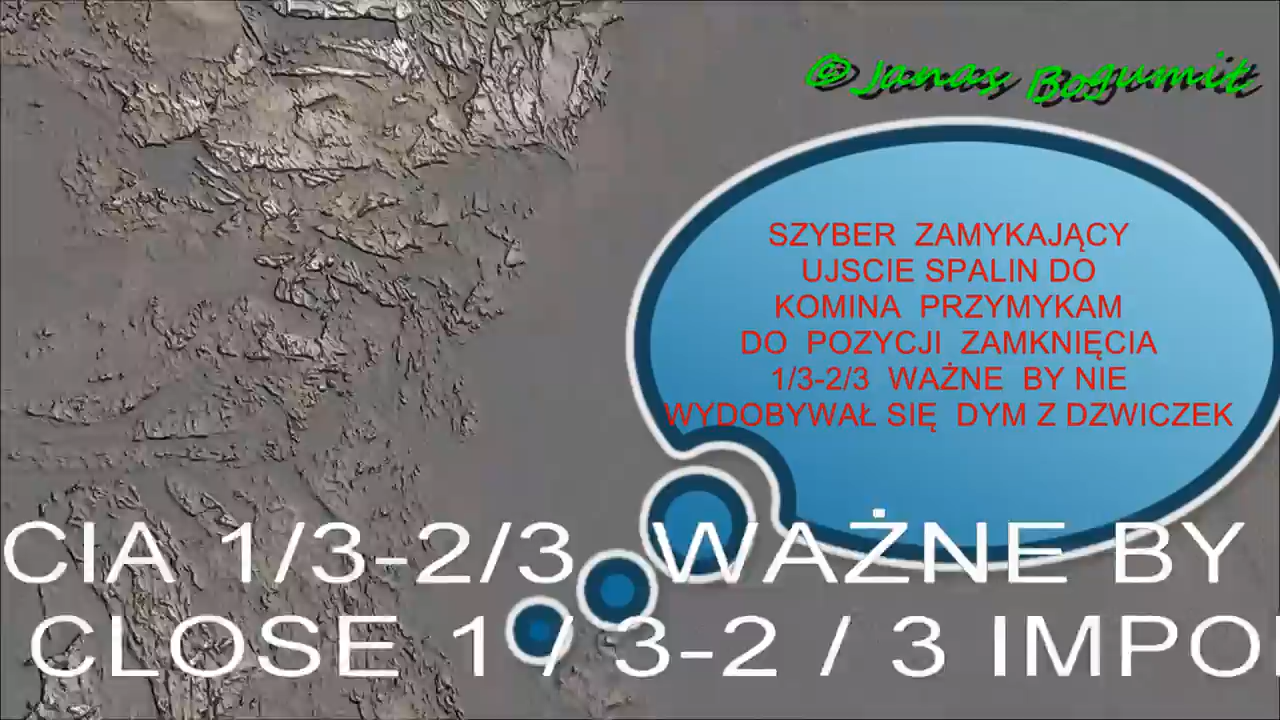 © Janas Bogumił
SZYBER ZAMYKAJĄCY
UJSCIE SPALIN DO
KOMINA PRZYMYKAM
DO POZYCJI ZAMKNIĘCIA
1/3-2/3 WAŻNE BY NIE
WYDOBYWAŁ SIĘ DYM Z DZWICZEK
CIA 1/3-2/3 WAŻNE BY
CLOSE 1 / 3-2 / 3 IMPO